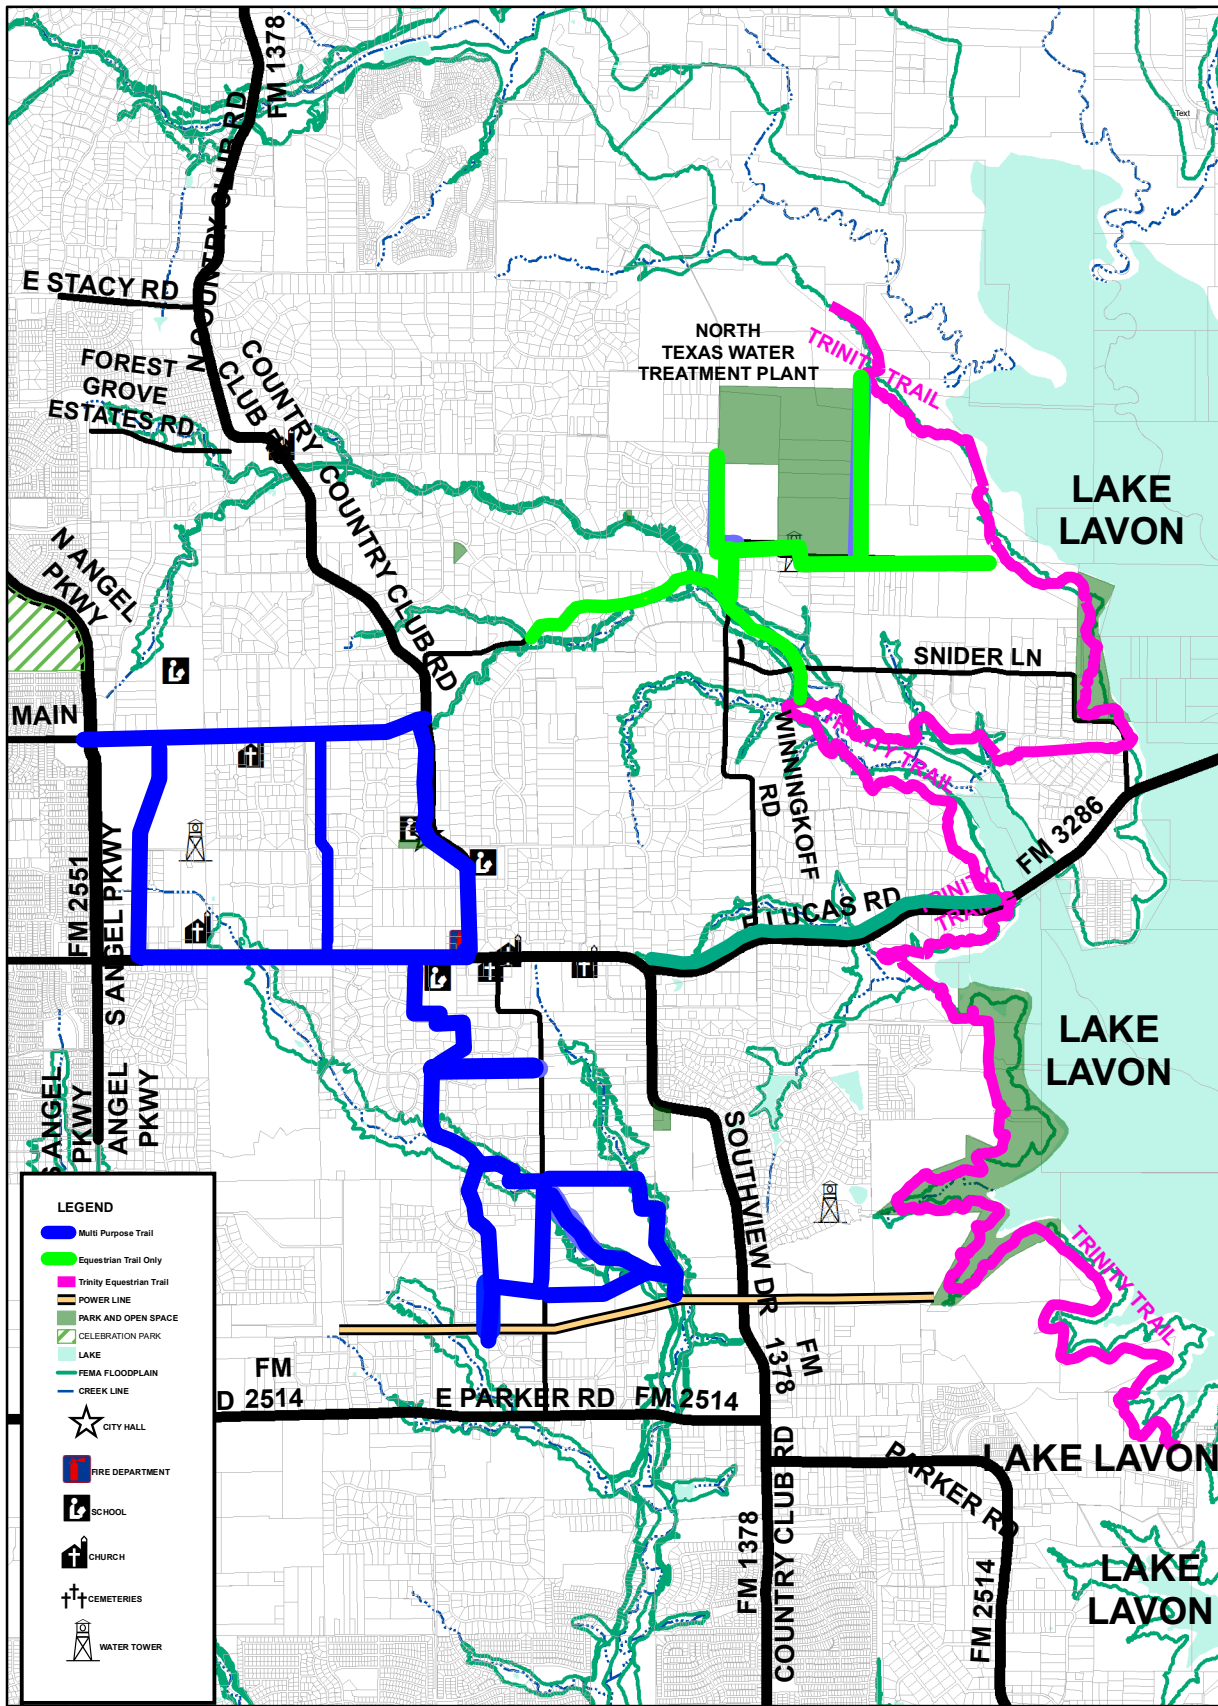 FM 1378
Text
N COUNTRY CLUB RD
E STACY RD
NORTH
TEXAS WATER
TREATMENT PLANT
TRINITY TRAIL
FOREST
GROVE
ESTATES RD
COUNTRY
CLUB
COUNTRY
COUNTRY CLUB RD
LAKE
LAVON
N ANGEL
PKWY
SNIDER LN
MAIN
WINNINGKOFF
RD
TRINITY TRAIL
FM 3286
FM 2551
S ANGEL PKWY
LUCAS RD
TRINITY
TRAIL
LAKE
LAVON
S ANGEL
PKWY
ANGEL
PKWY
SOUTHVIEW DR
TRINITY TRAIL
FM
1378
FM
D 2514
E PARKER RD
FM 2514
LAKE LAVON
PARKER RD
FM 1378
COUNTRY CLUB RD
FM 2514
LAKE
LAVON
LEGEND
Multi Purpose Trail
Equestrian Trail Only
Trinity Equestrian Trail
POWER LINE
PARK AND OPEN SPACE
CELEBRATION PARK
LAKE
FEMA FLOODPLAIN
CREEK LINE
CITY HALL
FIRE DEPARTMENT
SCHOOL
CHURCH
CEMETERIES
WATER TOWER